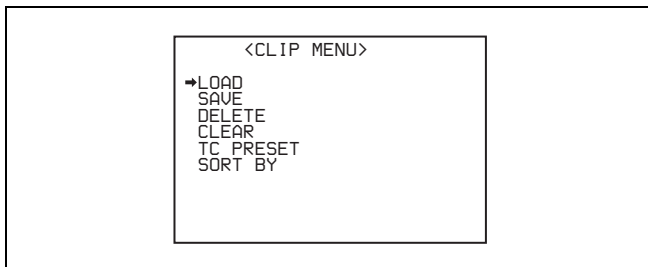 <CLIP MENU>
➡LOAD
SAVE
DELETE
CLEAR
TC PRESET
SORT BY